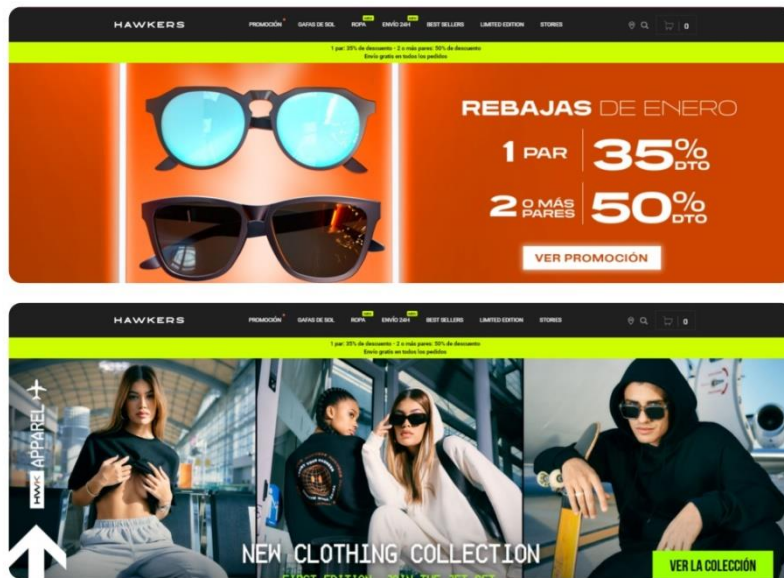 HAWKERS PROMOCIÓN GAFAS DE SOL ROPA ENVÍO 24H BEST SELLERS LIMITED EDITION STORIES 0
1 par: 35% de descuento - 2 o más pares: 50% de descuento
Envío gratis en todos los pedidos
REBAJAS DE ENERO
1 PAR 35% DTO
2 O MÁS PARES 50% DTO
VER PROMOCIÓN
HAWKERS PROMOCIÓN GAFAS DE SOL ROPA ENVÍO 24H BEST SELLERS LIMITED EDITION STORIES 0
1 par: 35% de descuento - 2 o más pares: 50% de descuento
Envío gratis en todos los pedidos
HWK APPAREL
NEW CLOTHING COLLECTION
FIRST EDITION
VER LA COLECCIÓN